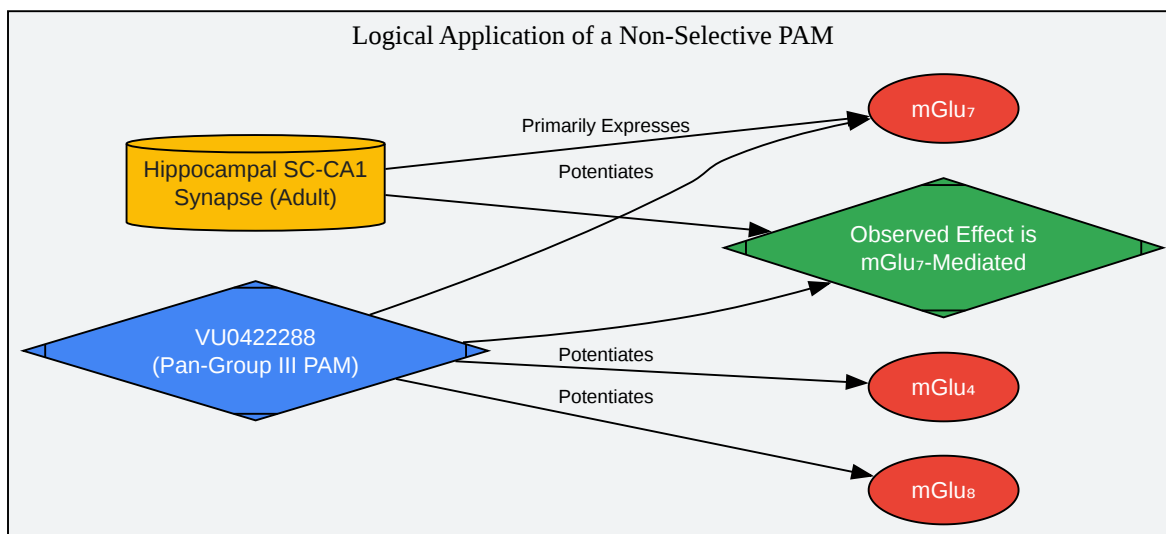 Logical Application of a Non-Selective PAM
mGlu₇
Primarily Expresses
Hippocampal SC-CA1
Synapse (Adult)
Potentiates
Observed Effect is
mGlu₇-Mediated
VU0422288
(Pan-Group III PAM)
Potentiates
mGlu₄
Potentiates
mGlu₈